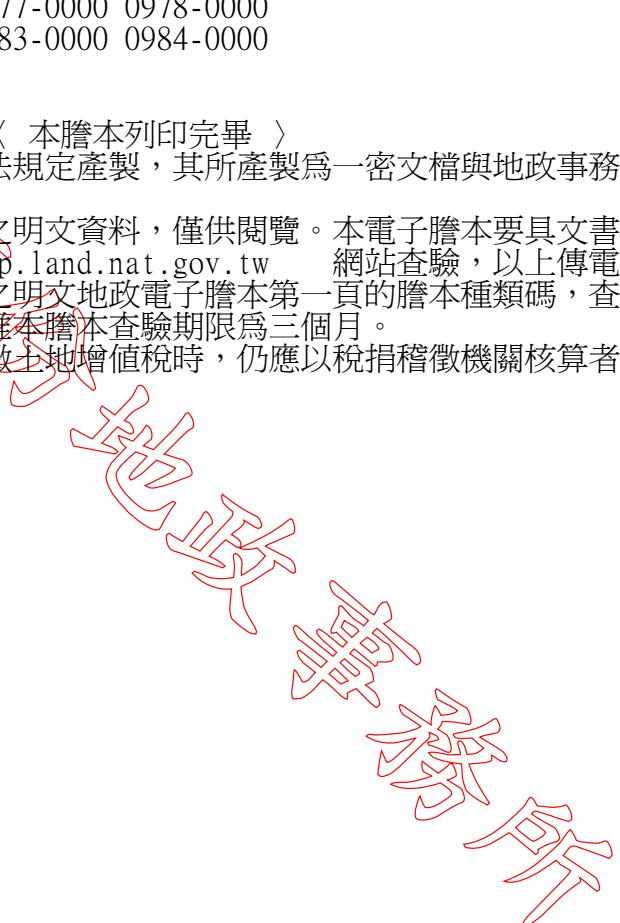 77-0000 0978-0000
83-0000 0984-0000
〈 本謄本列印完畢 〉
法規定產製，其所產製為一密文檔與地政事務
之明文資料，僅供閱覽。本電子謄本要具文書
p.land.nat.gov.tw 網站查驗，以上傳電
之明文地政電子謄本第一頁的謄本種類碼，查
本謄本查驗期限為三個月。
徵土地增值稅時，仍應以稅捐稽徵機關核算者
地政事務所